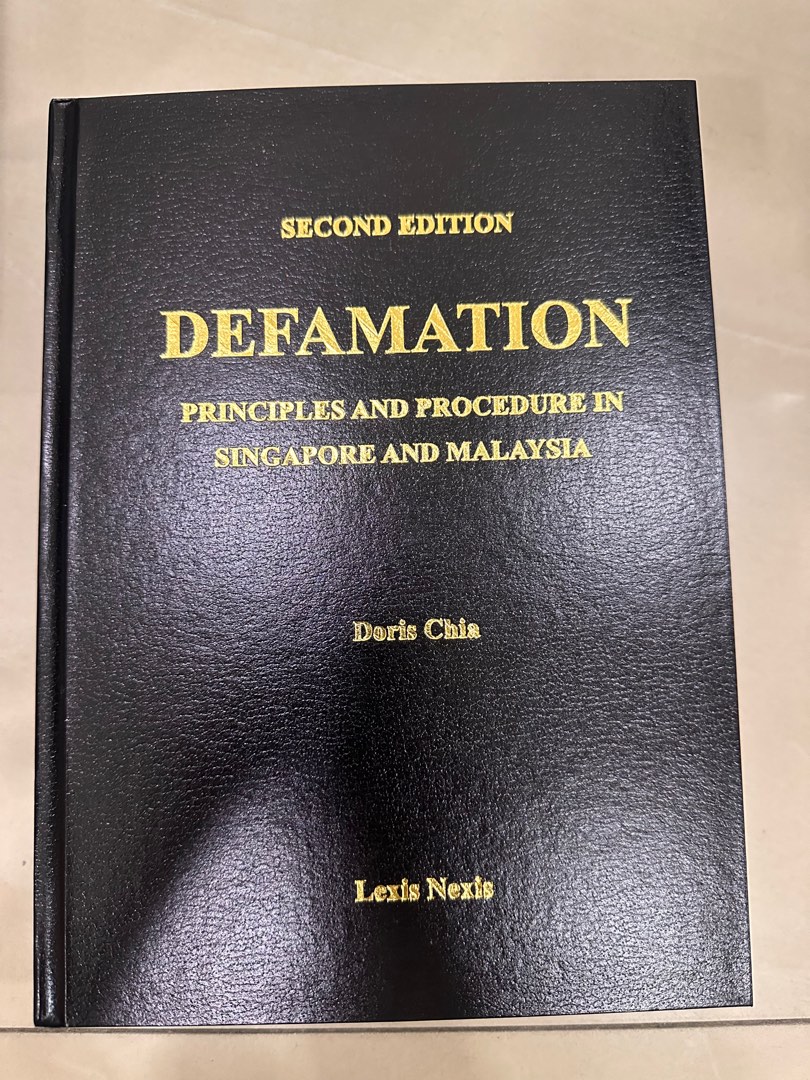 SECOND EDITION
DEFAMATION
PRINCIPLES AND PROCEDURE IN
SINGAPORE AND MALAYSIA
Doris Chia
Lexis Nexis